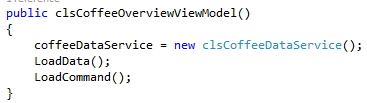 public clsCoffeeOverviewViewModel()
{
    coffeeDataService = new clsCoffeeDataService();
    LoadData();
    LoadCommand();
}